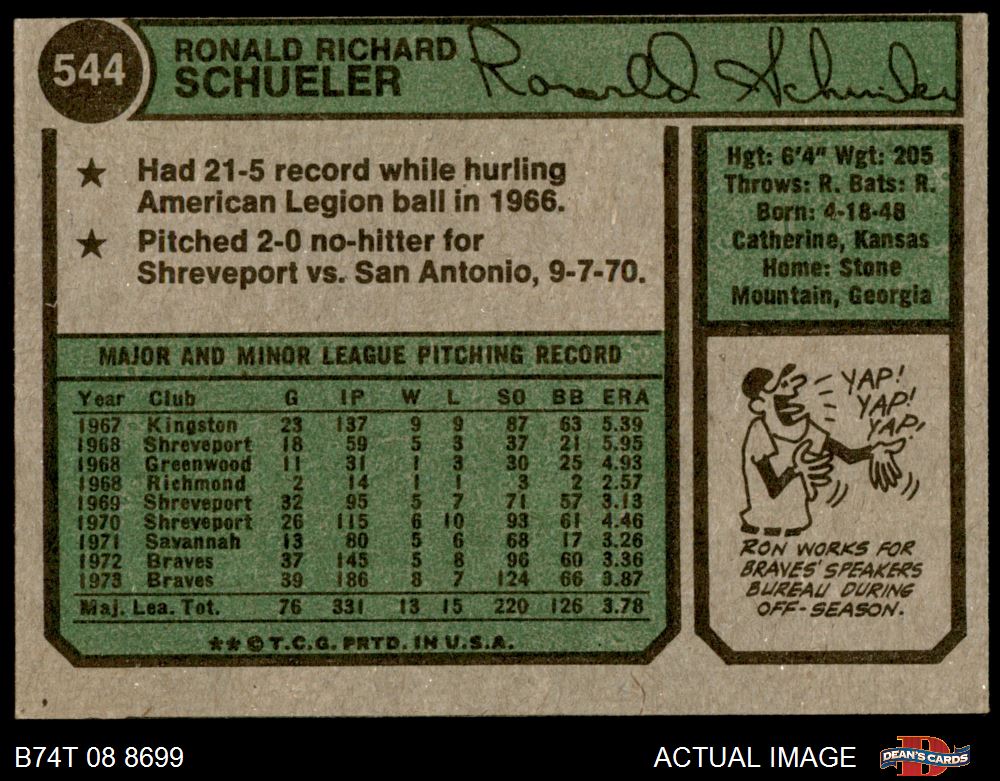 544
RONALD RICHARD
SCHUELER
Ronald Schueler
★ Had 21-5 record while hurling
American Legion ball in 1966.
★ Pitched 2-0 no-hitter for
Shreveport vs. San Antonio, 9-7-70.
Hgt: 6'4" Wgt: 205
Throws: R. Bats: R.
Born: 4-18-48
Catherine, Kansas
Home: Stone
Mountain, Georgia
MAJOR AND MINOR LEAGUE PITCHING RECORD
Year Club G IP W L SO BB ERA
1967 Kingston 23 137 9 9 87 63 5.39
1968 Shreveport 18 59 5 3 37 21 5.95
1968 Greenwood 11 31 1 3 30 25 4.93
1968 Richmond 2 14 1 1 3 2 2.57
1969 Shreveport 32 95 5 7 71 57 3.13
1970 Shreveport 26 115 6 10 93 61 4.46
1971 Savannah 13 80 5 6 68 17 3.26
1972 Braves 37 145 5 8 96 60 3.36
1973 Braves 39 186 8 7 124 66 3.87
Maj. Lea. Tot. 76 331 13 15 220 126 3.78
**© T.C.G. PRTD. IN U.S.A.
YAP!
YAP!
YAP!
RON WORKS FOR
BRAVES' SPEAKERS
BUREAU DURING
OFF-SEASON.
B74T 08 8699
ACTUAL IMAGE
DEAN'S CARDS